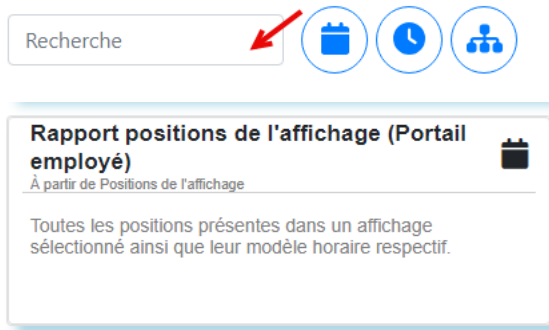 Recherche
Rapport positions de l'affichage (Portail
employé)
À partir de Positions de l'affichage
Toutes les positions présentes dans un affichage
sélectionné ainsi que leur modèle horaire respectif.